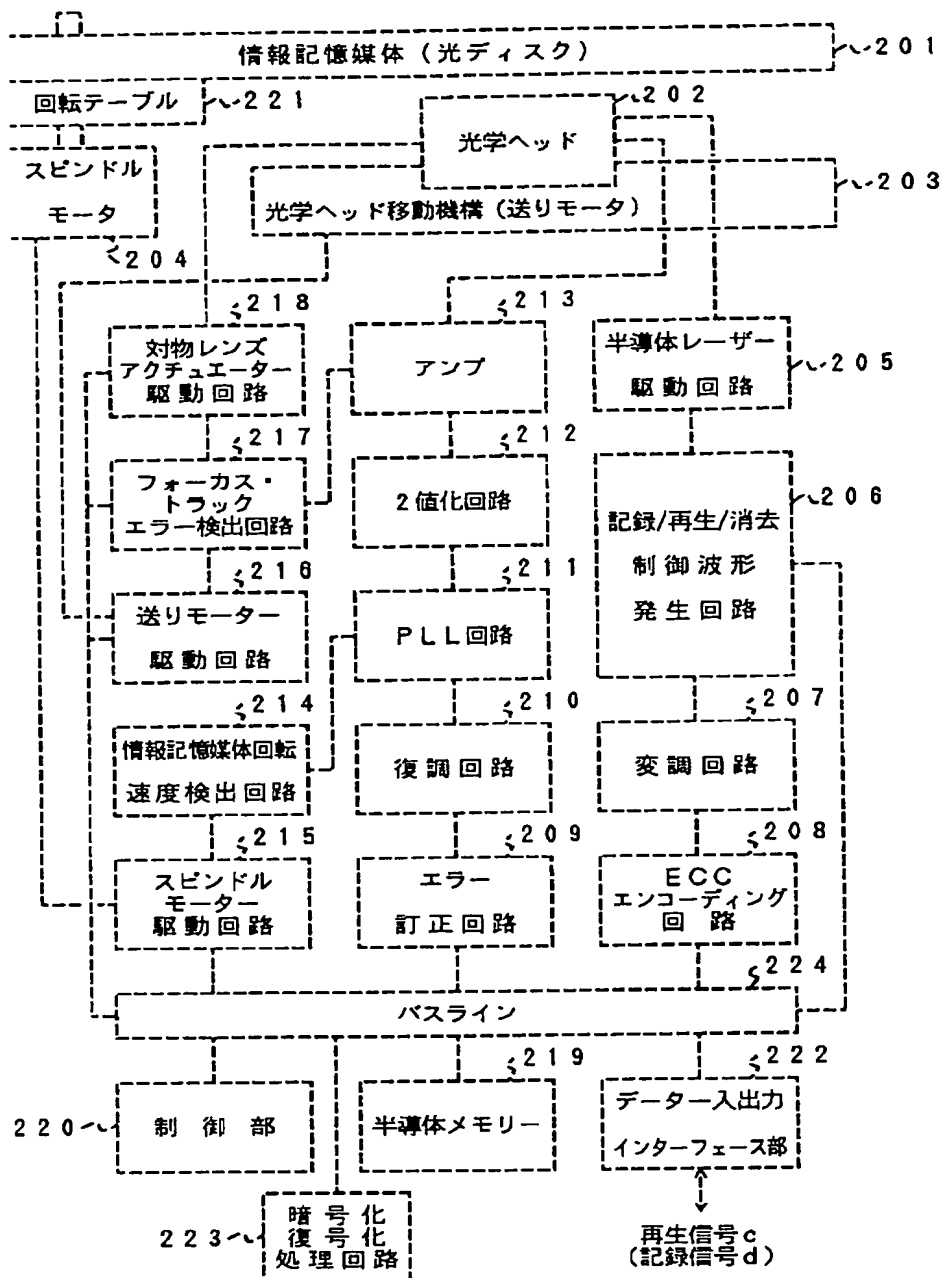 情報記憶媒体(光ディスク)
201
回転テーブル
221
202
光学ヘッド
スピンドル
モータ
204
203
光学ヘッド移動機構(送りモータ)
218
対物レンズ
アクチュエーター
駆動回路
213
アンプ
半導体レーザー
駆動回路
205
217
フォーカス・
トラック
エラー検出回路
212
2値化回路
206
記録/再生/消去
制御波形
発生回路
216
送りモーター
駆動回路
211
PLL回路
214
情報記憶媒体回転
速度検出回路
210
復調回路
207
変調回路
215
スピンドル
モーター
駆動回路
209
エラー
訂正回路
208
ECC
エンコーディング
回路
224
バスライン
220
制御部
219
半導体メモリー
222
データー入出力
インターフェース部
223
暗号化
復号化
処理回路
再生信号c
(記録信号d)